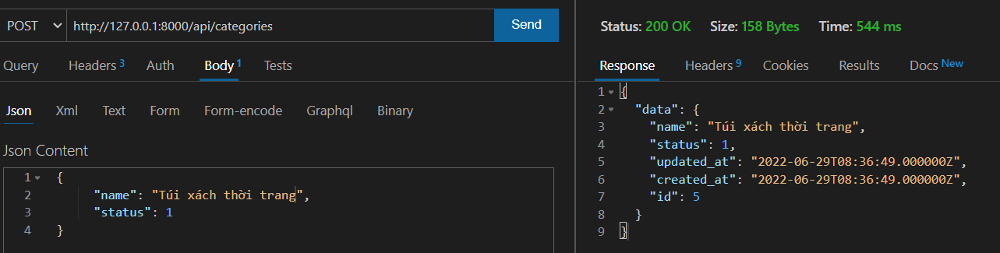 POST http://127.0.0.1:8000/api/categories Send
Query Headers 3 Auth Body 1 Tests
Json Xml Text Form Form-encode Graphql Binary
Json Content
1 {
2 "name": "Túi xách thời trang",
3 "status": 1
4 }
Status: 200 OK Size: 158 Bytes Time: 544 ms
Response Headers 9 Cookies Results Docs New
1 {
2 "data": {
3 "name": "Túi xách thời trang",
4 "status": 1,
5 "updated_at": "2022-06-29T08:36:49.000000Z",
6 "created_at": "2022-06-29T08:36:49.000000Z",
7 "id": 5
8 }
9 }